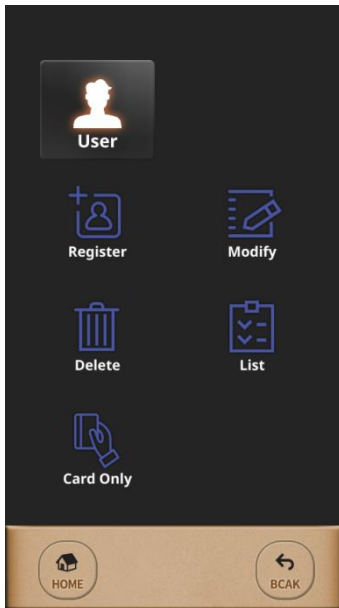 User
Register
Modify
Delete
List
Card Only
HOME
BCAK